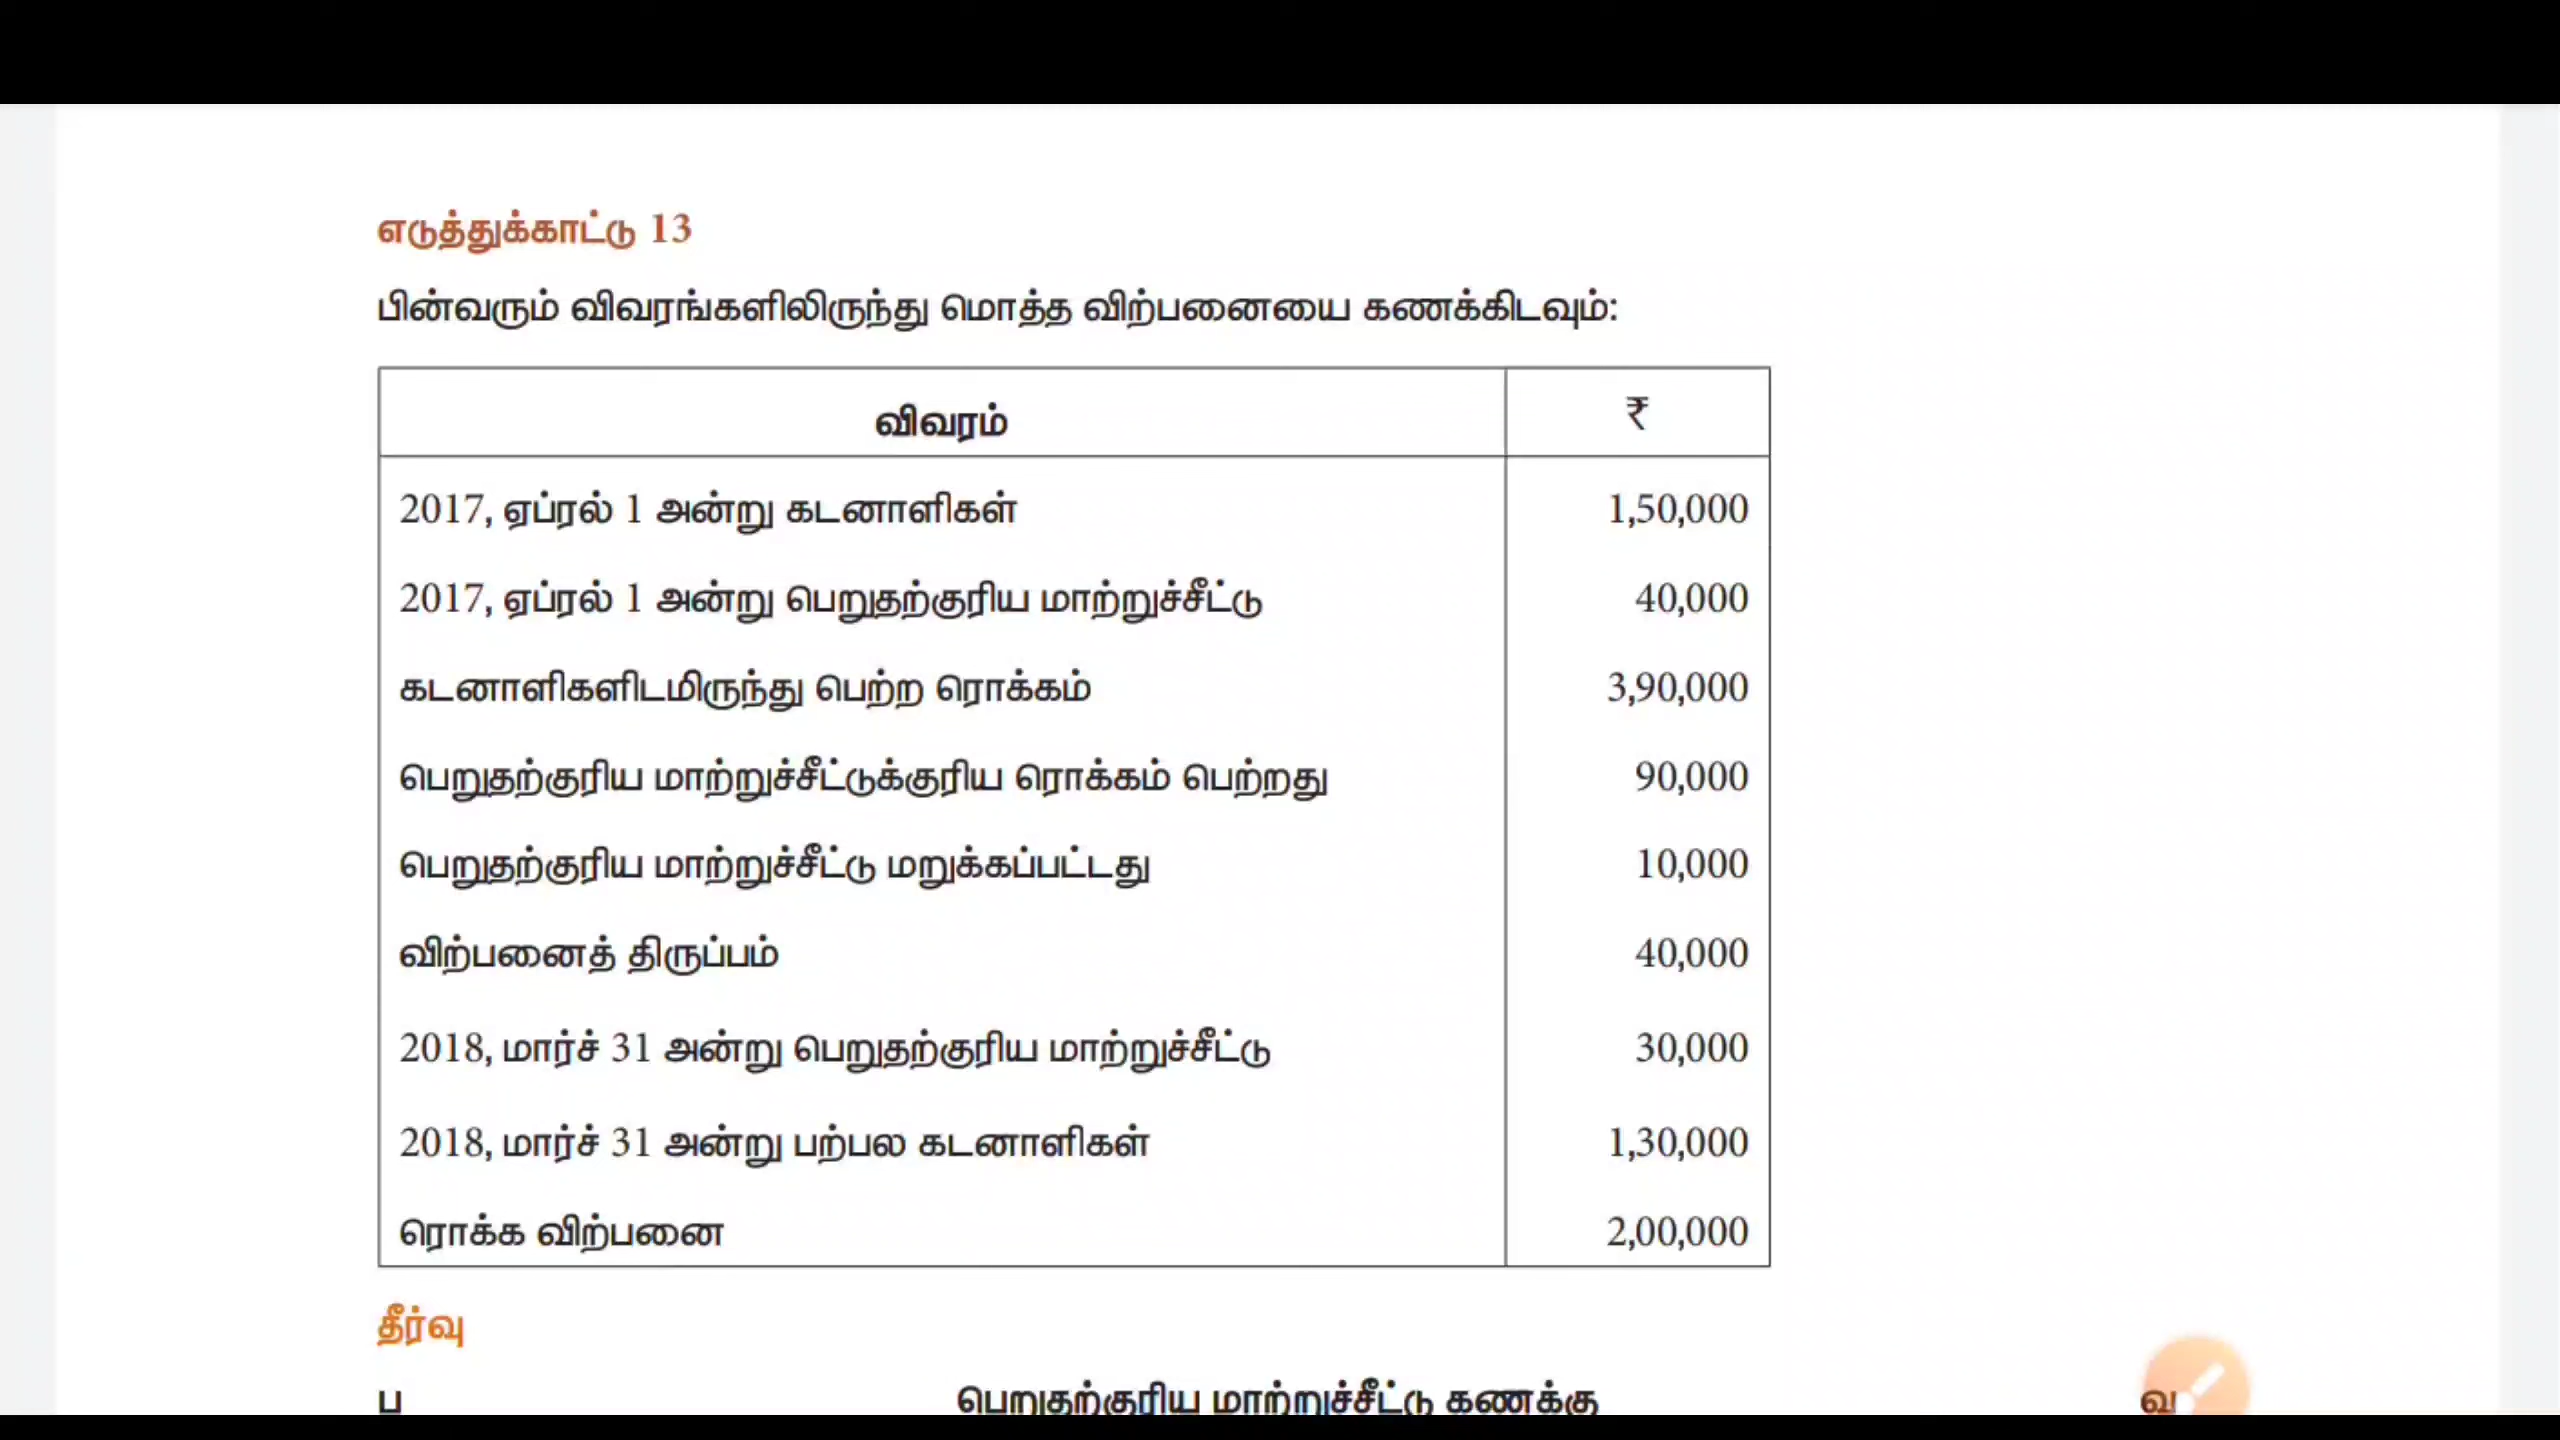 எடுத்துக்காட்டு 13
பின்வரும் விவரங்களிலிருந்து மொத்த விற்பனையை கணக்கிடவும்:
விவரம் ₹
2017, ஏப்ரல் 1 அன்று கடனாளிகள் 1,50,000
2017, ஏப்ரல் 1 அன்று பெறுதற்குரிய மாற்றுச்சீட்டு 40,000
கடனாளிகளிடமிருந்து பெற்ற ரொக்கம் 3,90,000
பெறுதற்குரிய மாற்றுச்சீட்டுக்குரிய ரொக்கம் பெற்றது 90,000
பெறுதற்குரிய மாற்றுச்சீட்டு மறுக்கப்பட்டது 10,000
விற்பனைத் திருப்பம் 40,000
2018, மார்ச் 31 அன்று பெறுதற்குரிய மாற்றுச்சீட்டு 30,000
2018, மார்ச் 31 அன்று பற்பல கடனாளிகள் 1,30,000
ரொக்க விற்பனை 2,00,000
தீர்வு
ப பெறுதற்குரிய மாற்றுச்சீட்டு கணக்கு வ